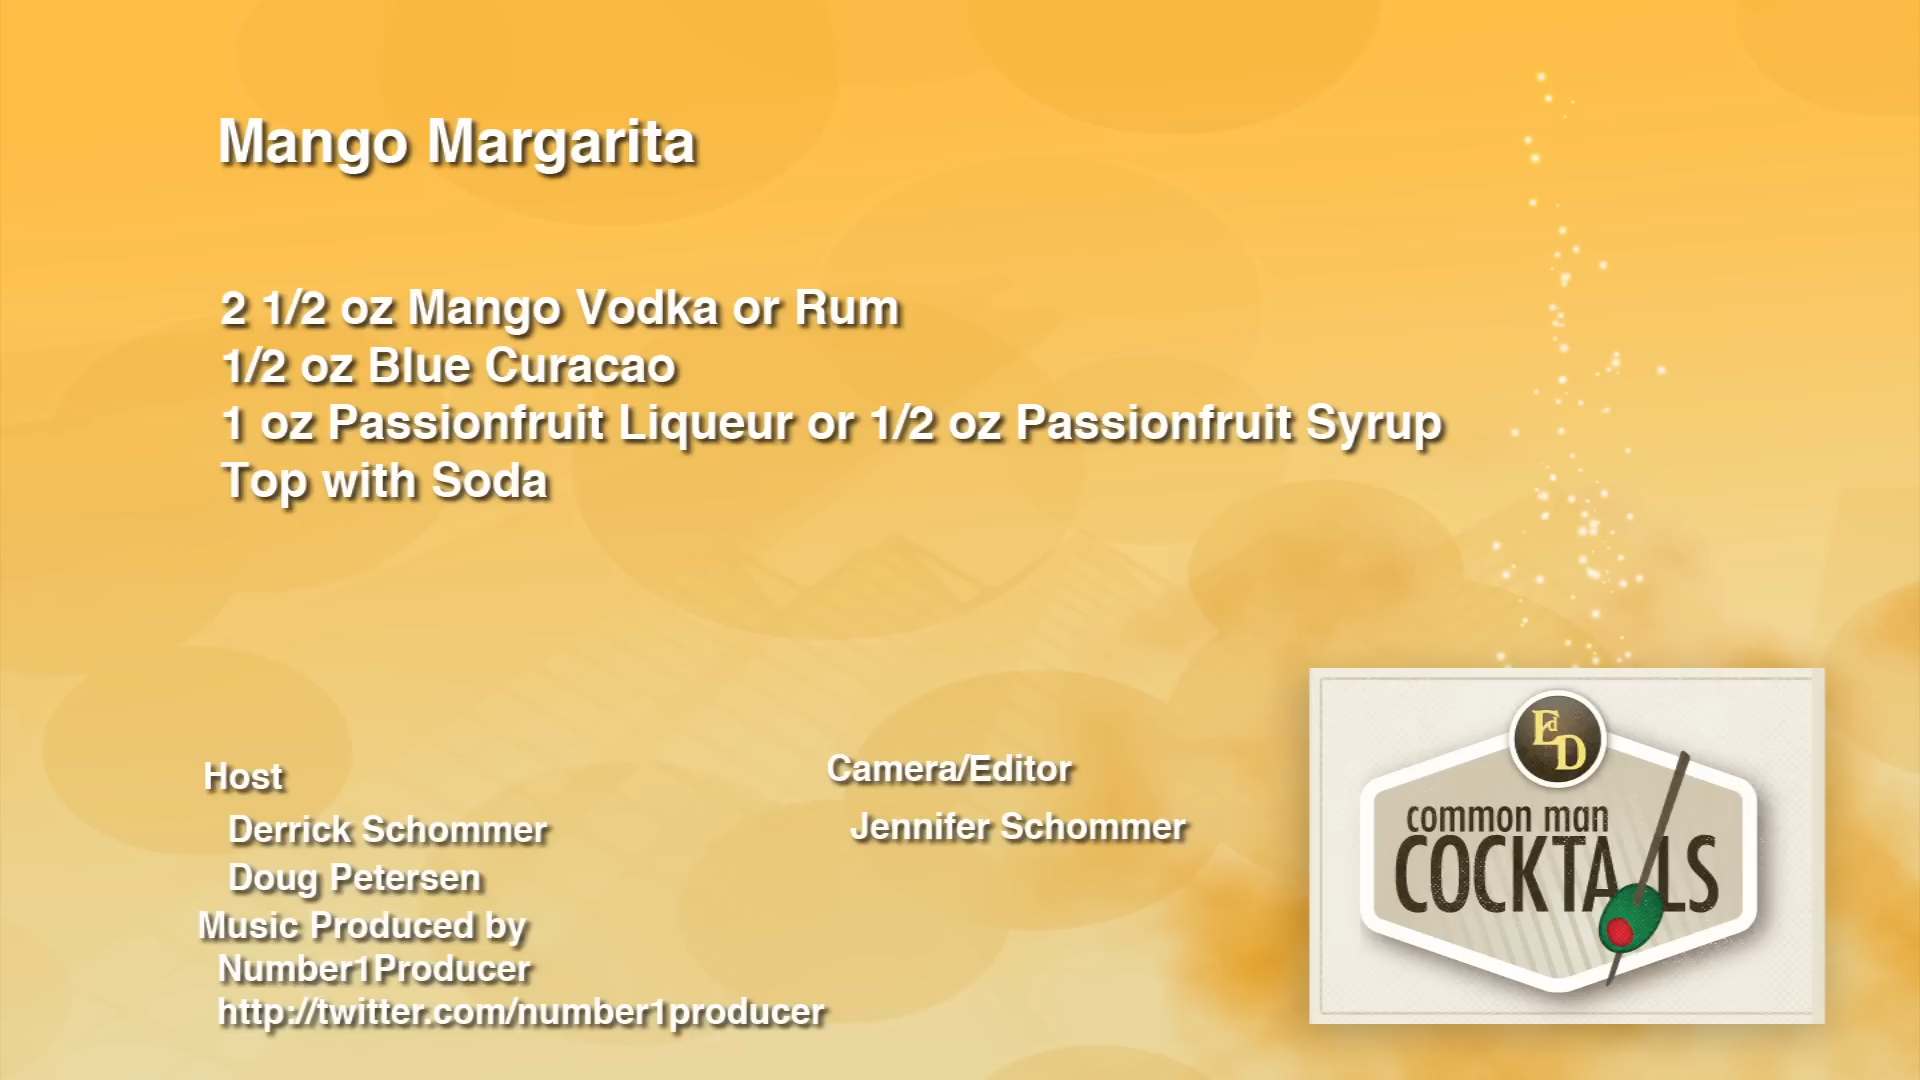 Mango Margarita
2 1/2 oz Mango Vodka or Rum
1/2 oz Blue Curacao
1 oz Passionfruit Liqueur or 1/2 oz Passionfruit Syrup
Top with Soda
Host
Derrick Schommer
Doug Petersen
Music Produced by
Number1Producer
http://twitter.com/number1producer
Camera/Editor
Jennifer Schommer
EdD
common man
COCKTAILS